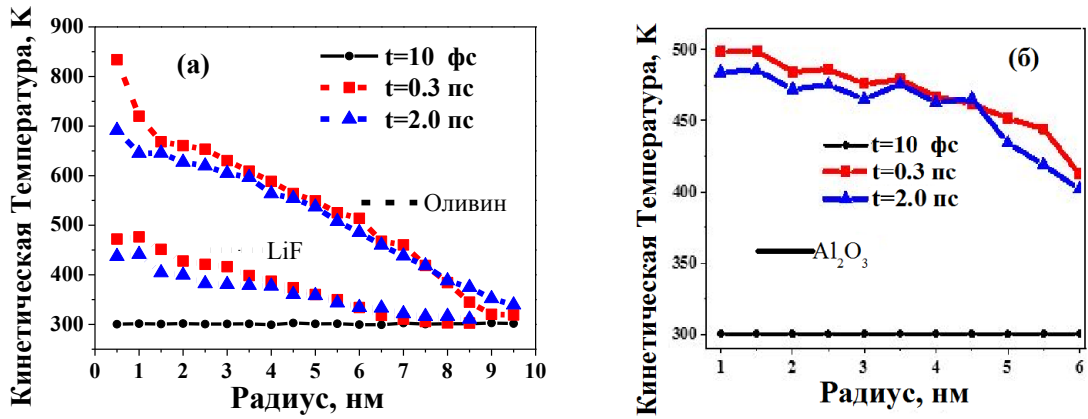 Кинетическая Температура, К
900
800
700
600
500
400
300
(а)
t=10 фс
t=0.3 пс
t=2.0 пс
Оливин
LiF
0 1 2 3 4 5 6 7 8 9 10
Радиус, нм
Кинетическая Температура, К
500
450
400
350
300
(б)
t=10 фс
t=0.3 пс
t=2.0 пс
Al₂O₃
1 2 3 4 5 6
Радиус, нм